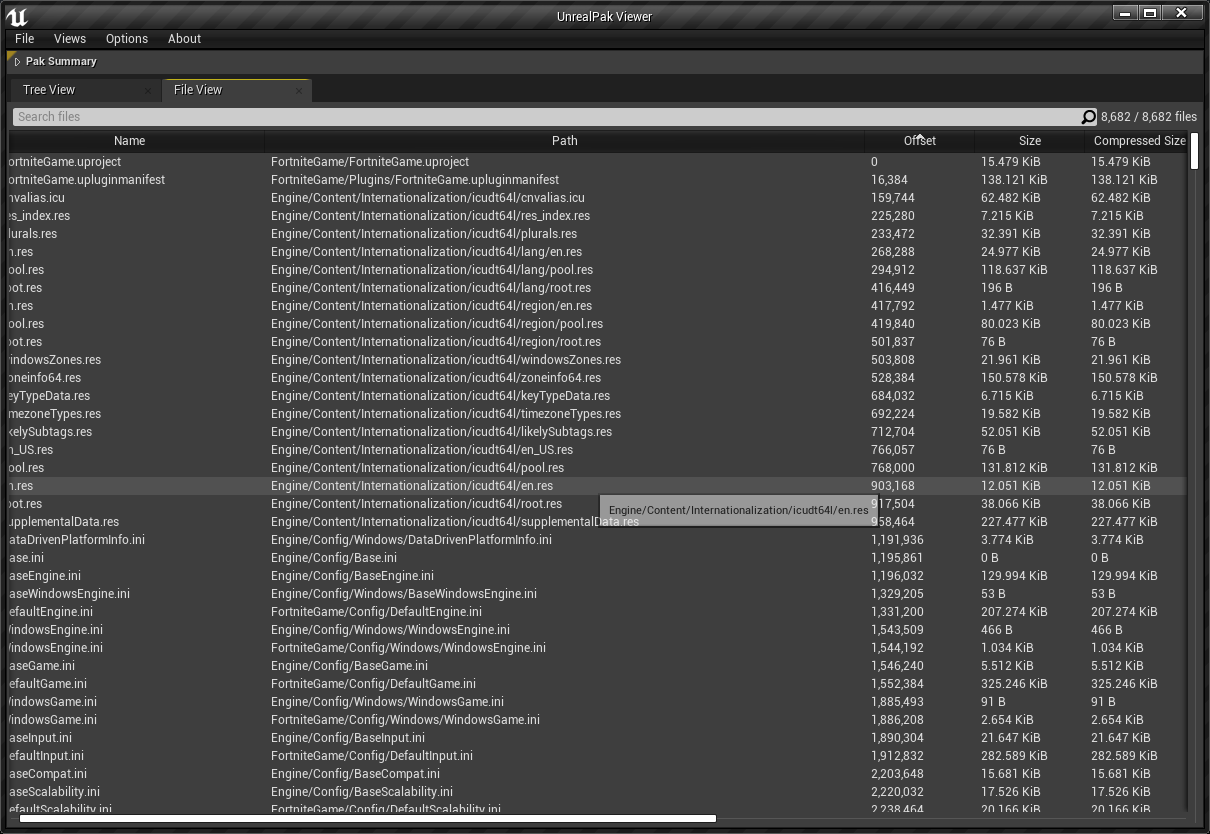 UnrealPak Viewer
File Views Options About
Pak Summary
Tree View File View
Search files 8,682 / 8,682 files
Name Path Offset Size Compressed Size
ortniteGame.uproject FortniteGame/FortniteGame.uproject 0 15.479 KiB 15.479 KiB
ortniteGame.upluginmanifest FortniteGame/Plugins/FortniteGame.upluginmanifest 16,384 138.121 KiB 138.121 KiB
nvalias.icu Engine/Content/Internationalization/icudt64l/cnvalias.icu 159,744 62.482 KiB 62.482 KiB
es_index.res Engine/Content/Internationalization/icudt64l/res_index.res 225,280 7.215 KiB 7.215 KiB
lurals.res Engine/Content/Internationalization/icudt64l/plurals.res 233,472 32.391 KiB 32.391 KiB
n.res Engine/Content/Internationalization/icudt64l/lang/en.res 268,288 24.977 KiB 24.977 KiB
ool.res Engine/Content/Internationalization/icudt64l/lang/pool.res 294,912 118.637 KiB 118.637 KiB
oot.res Engine/Content/Internationalization/icudt64l/lang/root.res 416,449 196 B 196 B
n.res Engine/Content/Internationalization/icudt64l/region/en.res 417,792 1.477 KiB 1.477 KiB
ool.res Engine/Content/Internationalization/icudt64l/region/pool.res 419,840 80.023 KiB 80.023 KiB
oot.res Engine/Content/Internationalization/icudt64l/region/root.res 501,837 76 B 76 B
indowsZones.res Engine/Content/Internationalization/icudt64l/windowsZones.res 503,808 21.961 KiB 21.961 KiB
oneinfo64.res Engine/Content/Internationalization/icudt64l/zoneinfo64.res 528,384 150.578 KiB 150.578 KiB
eyTypeData.res Engine/Content/Internationalization/icudt64l/keyTypeData.res 684,032 6.715 KiB 6.715 KiB
mezoneTypes.res Engine/Content/Internationalization/icudt64l/timezoneTypes.res 692,224 19.582 KiB 19.582 KiB
kelySubtags.res Engine/Content/Internationalization/icudt64l/likelySubtags.res 712,704 52.051 KiB 52.051 KiB
n_US.res Engine/Content/Internationalization/icudt64l/en_US.res 766,057 76 B 76 B
ool.res Engine/Content/Internationalization/icudt64l/pool.res 768,000 131.812 KiB 131.812 KiB
n.res Engine/Content/Internationalization/icudt64l/en.res 903,168 12.051 KiB 12.051 KiB
oot.res Engine/Content/Internationalization/icudt64l/root.res 917,504 38.066 KiB 38.066 KiB
Engine/Content/Internationalization/icudt64l/en.res
upplementalData.res Engine/Content/Internationalization/icudt64l/supplementalData.res 958,464 227.477 KiB 227.477 KiB
ataDrivenPlatformInfo.ini Engine/Config/Windows/DataDrivenPlatformInfo.ini 1,191,936 3.774 KiB 3.774 KiB
ase.ini Engine/Config/Base.ini 1,195,861 0 B 0 B
aseEngine.ini Engine/Config/BaseEngine.ini 1,196,032 129.994 KiB 129.994 KiB
aseWindowsEngine.ini Engine/Config/Windows/BaseWindowsEngine.ini 1,329,205 53 B 53 B
efaultEngine.ini FortniteGame/Config/DefaultEngine.ini 1,331,200 207.274 KiB 207.274 KiB
indowsEngine.ini Engine/Config/Windows/WindowsEngine.ini 1,543,509 466 B 466 B
indowsEngine.ini FortniteGame/Config/Windows/WindowsEngine.ini 1,544,192 1.034 KiB 1.034 KiB
aseGame.ini Engine/Config/BaseGame.ini 1,546,240 5.512 KiB 5.512 KiB
efaultGame.ini FortniteGame/Config/DefaultGame.ini 1,552,384 325.246 KiB 325.246 KiB
indowsGame.ini Engine/Config/Windows/WindowsGame.ini 1,885,493 91 B 91 B
indowsGame.ini FortniteGame/Config/Windows/WindowsGame.ini 1,886,208 2.654 KiB 2.654 KiB
aseInput.ini Engine/Config/BaseInput.ini 1,890,304 21.647 KiB 21.647 KiB
efaultInput.ini FortniteGame/Config/DefaultInput.ini 1,912,832 282.589 KiB 282.589 KiB
aseCompat.ini Engine/Config/BaseCompat.ini 2,203,648 15.681 KiB 15.681 KiB
aseScalability.ini Engine/Config/BaseScalability.ini 2,220,032 17.526 KiB 17.526 KiB
efaultScalability.ini FortniteGame/Config/DefaultScalability.ini 2,238,464 20.166 KiB 20.166 KiB